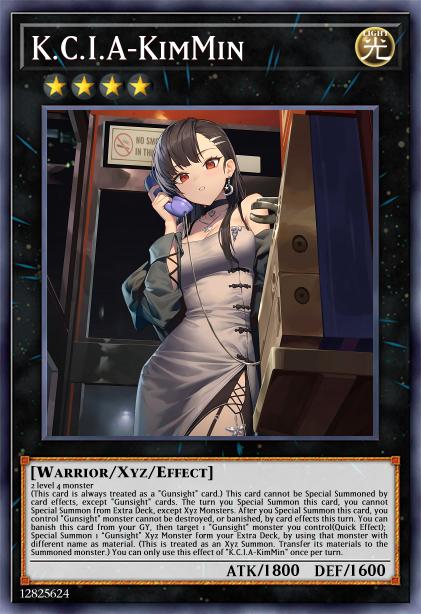 K.C.I.A-KimMin
LIGHT
光
NO SMO
IN THI
[Warrior/Xyz/Effect]
2 level 4 monster
(This card is always treated as a "Gunsight" card.) This card cannot be Special Summoned by
card effects, except "Gunsight" cards. The turn you Special Summon this card, you cannot
Special Summon from Extra Deck, except Xyz Monsters. After you Special Summon this card, you
control "Gunsight" monster cannot be destroyed, or banished, by card effects this turn. You can
banish this card from your GY, then target 1 "Gunsight" monster you control(Quick Effect);
Special Summon 1 "Gunsight" Xyz Monster form your Extra Deck, by using that monster with
different name as material. (This is treated as an Xyz Summon. Transfer its materials to the
Summoned monster.) You can only use this effect of "K.C.I.A-KimMin" once per turn.
ATK/1800 DEF/1600
12825624